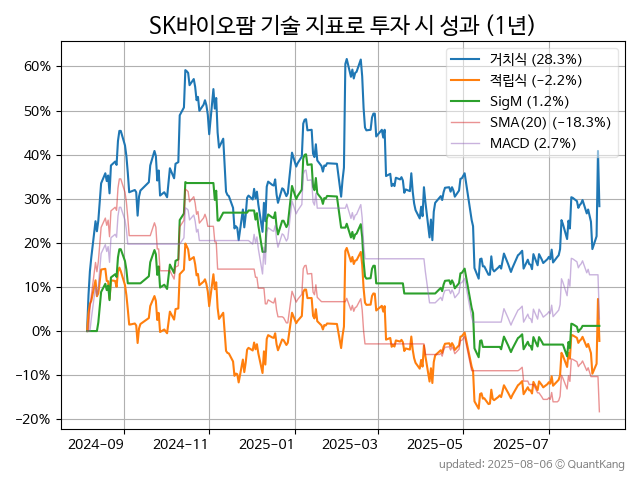 SK바이오팜 기술 지표로 투자 시 성과 (1년)
거치식 (28.3%)
적립식 (−2.2%)
SigM (1.2%)
SMA(20) (−18.3%)
MACD (2.7%)
60%
50%
40%
30%
20%
10%
0%
−10%
−20%
2024−09
2024−11
2025−01
2025−03
2025−05
2025−07
updated: 2025-08-06 © QuantKang